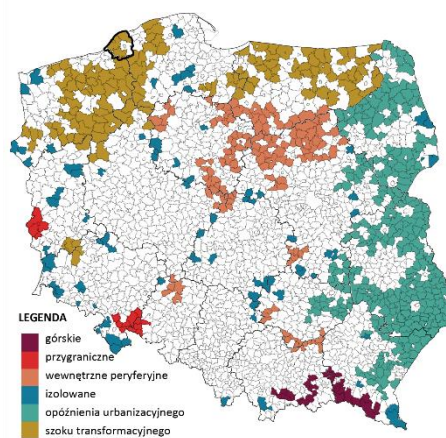 LEGENDA
górskie
przygraniczne
wewnętrzne peryferyjne
izolowane
opóźnienia urbanizacyjnego
szoku transformacyjnego